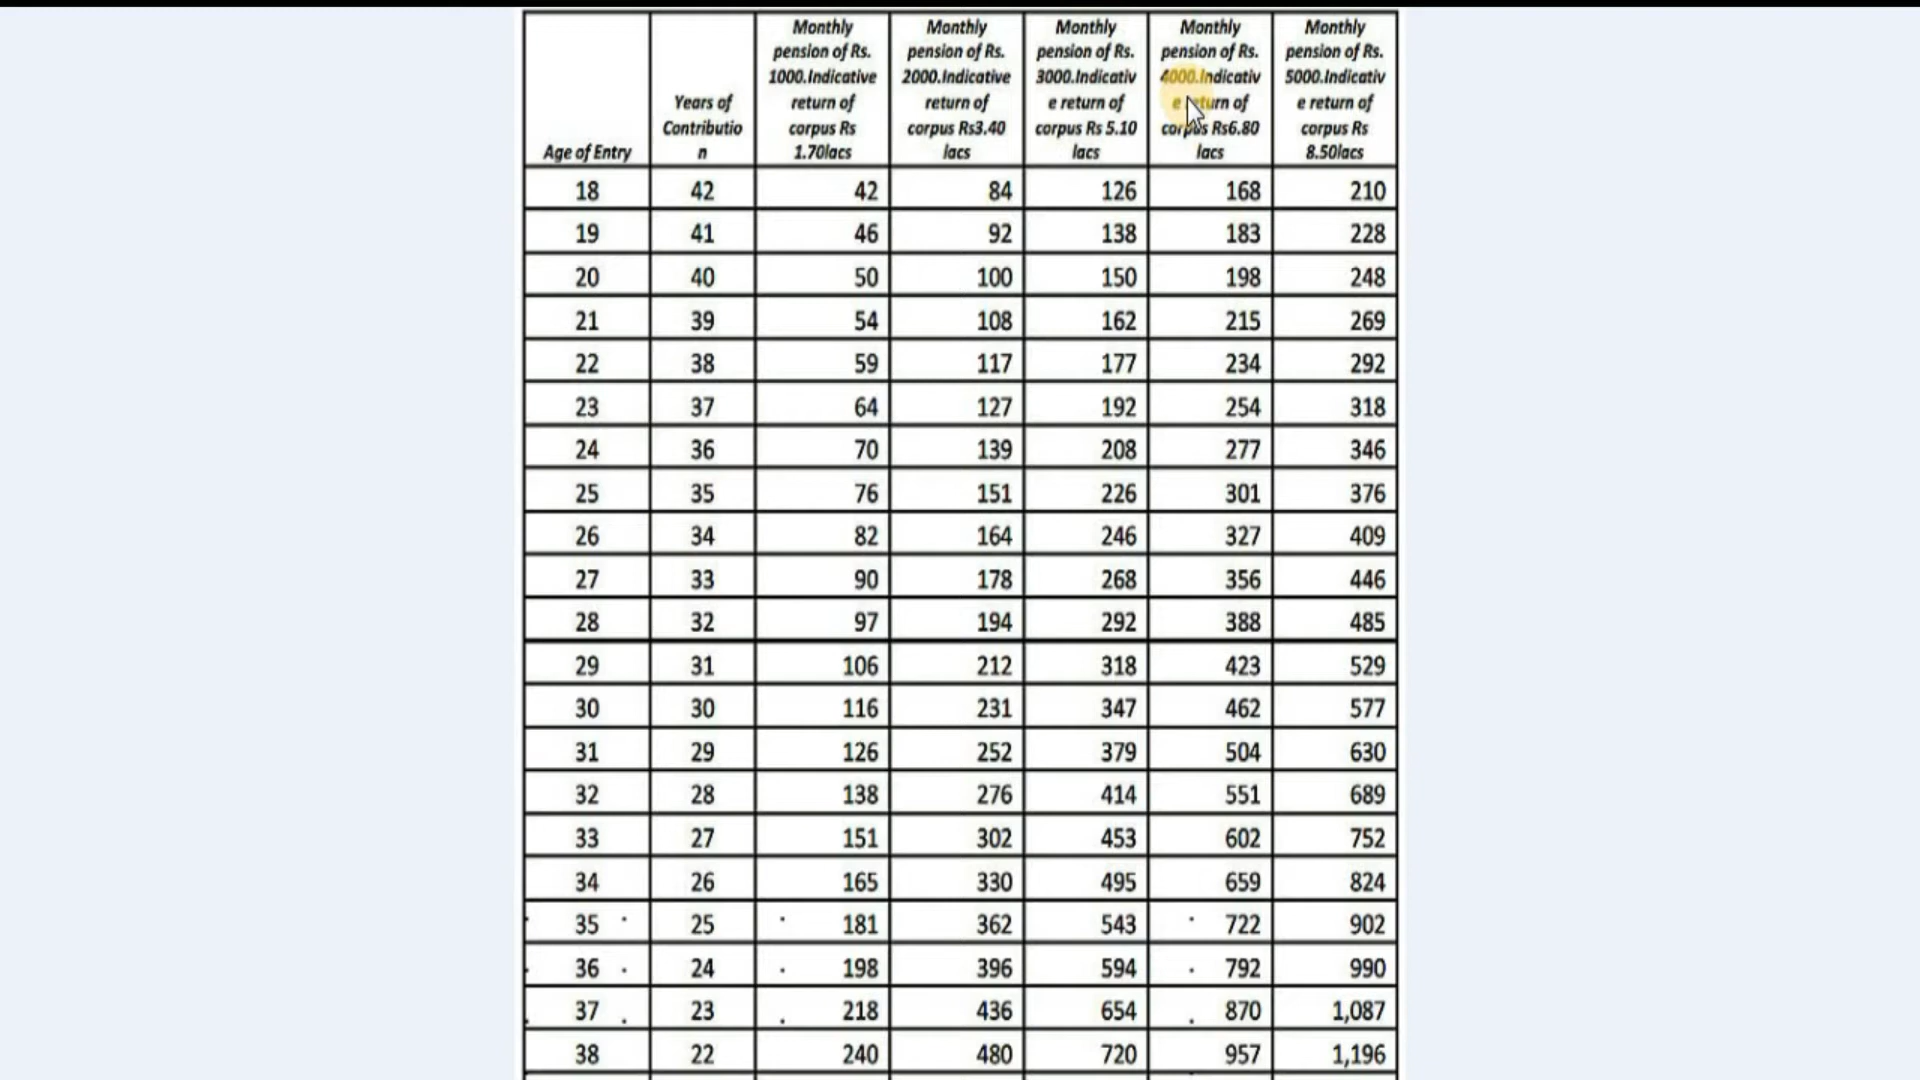 Age of Entry
Years of
Contributio
n
Monthly
pension of Rs.
1000.Indicative
return of
corpus Rs
1.70lacs
Monthly
pension of Rs.
2000.Indicative
return of
corpus Rs3.40
lacs
Monthly
pension of Rs.
3000.Indicativ
e return of
corpus Rs 5.10
lacs
Monthly
pension of Rs.
4000.Indicativ
e return of
corpus Rs6.80
lacs
Monthly
pension of Rs.
5000.Indicativ
e return of
corpus Rs
8.50lacs
18 42 42 84 126 168 210
19 41 46 92 138 183 228
20 40 50 100 150 198 248
21 39 54 108 162 215 269
22 38 59 117 177 234 292
23 37 64 127 192 254 318
24 36 70 139 208 277 346
25 35 76 151 226 301 376
26 34 82 164 246 327 409
27 33 90 178 268 356 446
28 32 97 194 292 388 485
29 31 106 212 318 423 529
30 30 116 231 347 462 577
31 29 126 252 379 504 630
32 28 138 276 414 551 689
33 27 151 302 453 602 752
34 26 165 330 495 659 824
35 25 181 362 543 722 902
36 24 198 396 594 792 990
37 23 218 436 654 870 1,087
38 22 240 480 720 957 1,196